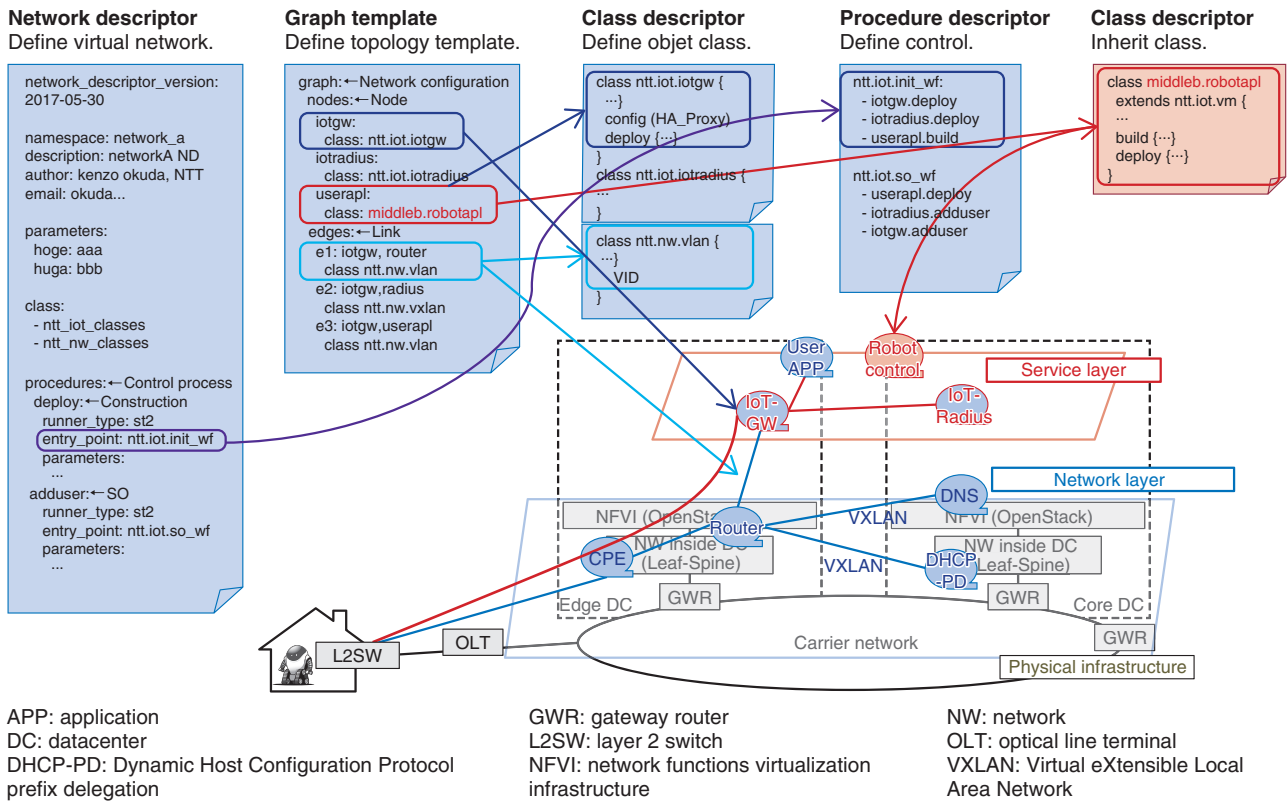 Network descriptor
Define virtual network.
network_descriptor_version:
2017-05-30
namespace: network_a
description: networkA ND
author: kenzo okuda, NTT
email: okuda...
parameters:
hoge: aaa
huga: bbb
class:
- ntt_iot_classes
- ntt_nw_classes
procedures:←Control process
deploy:←Construction
runner_type: st2
entry_point: ntt.iot.init_wf
parameters:
...
adduser:←SO
runner_type: st2
entry_point: ntt.iot.so_wf
parameters:
...
Graph template
Define topology template.
graph:←Network configuration
nodes:←Node
iotgw:
class: ntt.iot.iotgw
iotradius:
class: ntt.iot.iotradius
userapl:
class: middleb.robotapl
edges:←Link
e1: iotgw, router
class ntt.nw.vlan
e2: iotgw,radius
class ntt.nw.vxlan
e3: iotgw,userapl
class ntt.nw.vlan
Class descriptor
Define objet class.
class ntt.iot.iotgw {
...}
config (HA_Proxy)
deploy {...}
}
class ntt.iot.iotradius {
...
}
class ntt.nw.vlan {
...}
VID
}
Procedure descriptor
Define control.
ntt.iot.init_wf:
- iotgw.deploy
- iotradius.deploy
- userapl.build
ntt.iot.so_wf
- userapl.deploy
- iotradius.adduser
- iotgw.adduser
Class descriptor
Inherit class.
class middleb.robotapl
extends ntt.iot.vm {
...
build {...}
deploy {...}
}
User
APP
Robot
control
Service layer
IoT-
GW
IoT-
Radius
Network layer
DNS
NFVI (OpenStack)
Router
VXLAN
NFVI (OpenStack)
CPE
NW inside DC
(Leaf-Spine)
VXLAN
DHCP
-PD
NW inside DC
(Leaf-Spine)
Edge DC
GWR
GWR
Core DC
L2SW
OLT
Carrier network
GWR
Physical infrastructure
APP: application
DC: datacenter
DHCP-PD: Dynamic Host Configuration Protocol
prefix delegation
GWR: gateway router
L2SW: layer 2 switch
NFVI: network functions virtualization
infrastructure
NW: network
OLT: optical line terminal
VXLAN: Virtual eXtensible Local
Area Network